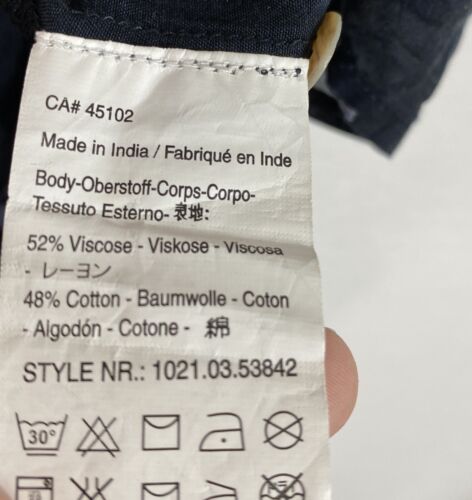 CA# 45102
Made in India / Fabriqué en Inde
Body-Oberstoff-Corps-Corpo-
Tessuto Esterno- 表地:
52% Viscose - Viskose - Viscosa
- レーヨン
48% Cotton - Baumwolle - Coton
- Algodón - Cotone - 綿
STYLE NR.: 1021.03.53842
30°